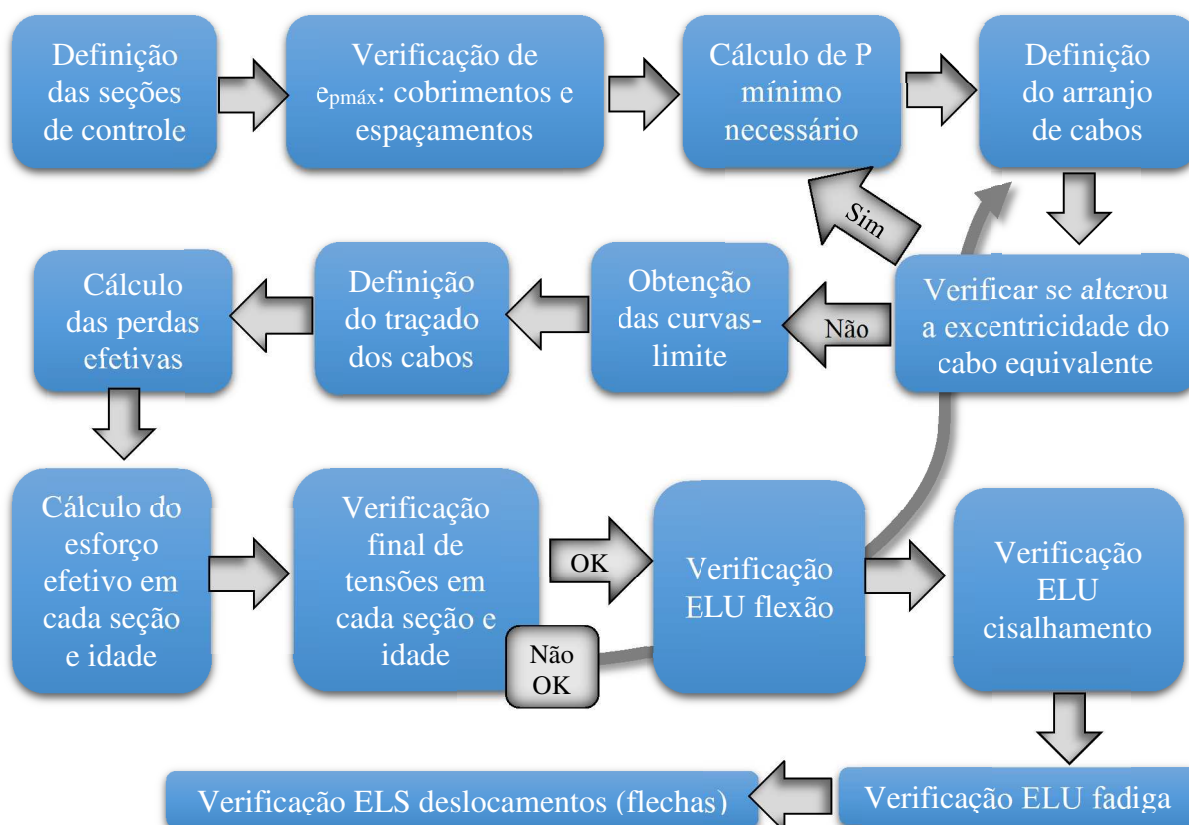 Definição
das seções
de controle
Verificação de
epmáx: cobrimentos e
espaçamentos
Cálculo de P
mínimo
necessário
Definição
do arranjo
de cabos
Sim
Verificar se alterou
a excentricidade do
cabo equivalente
Não
Obtenção
das curvas-
limite
Definição
do traçado
dos cabos
Cálculo
das perdas
efetivas
Cálculo do
esforço
efetivo em
cada seção
e idade
Verificação
final de
tensões em
cada seção e
idade
OK
Não
OK
Verificação
ELU flexão
Verificação
ELU
cisalhamento
Verificação ELU fadiga
Verificação ELS deslocamentos (flechas)